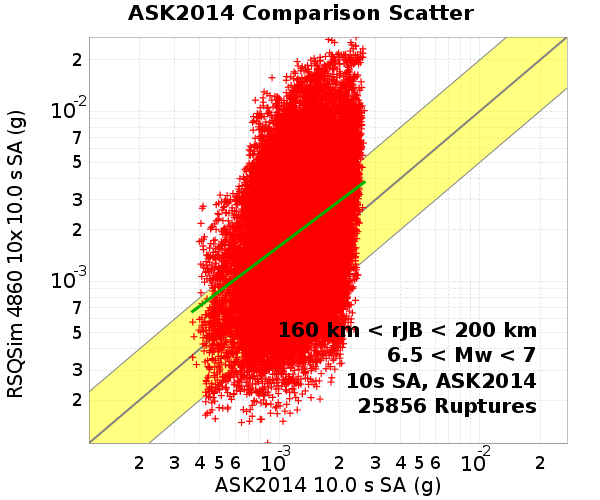 ASK2014 Comparison Scatter
RSQSim 4860 10x 10.0 s SA (g)
2
10-2
7
5
3
2
10-3
7
5
3
2
160 km < rJB < 200 km
6.5 < Mw < 7
10s SA, ASK2014
25856 Ruptures
2 3 4 5 6 10-3 2 3 4 5 6 10-2 2
ASK2014 10.0 s SA (g)